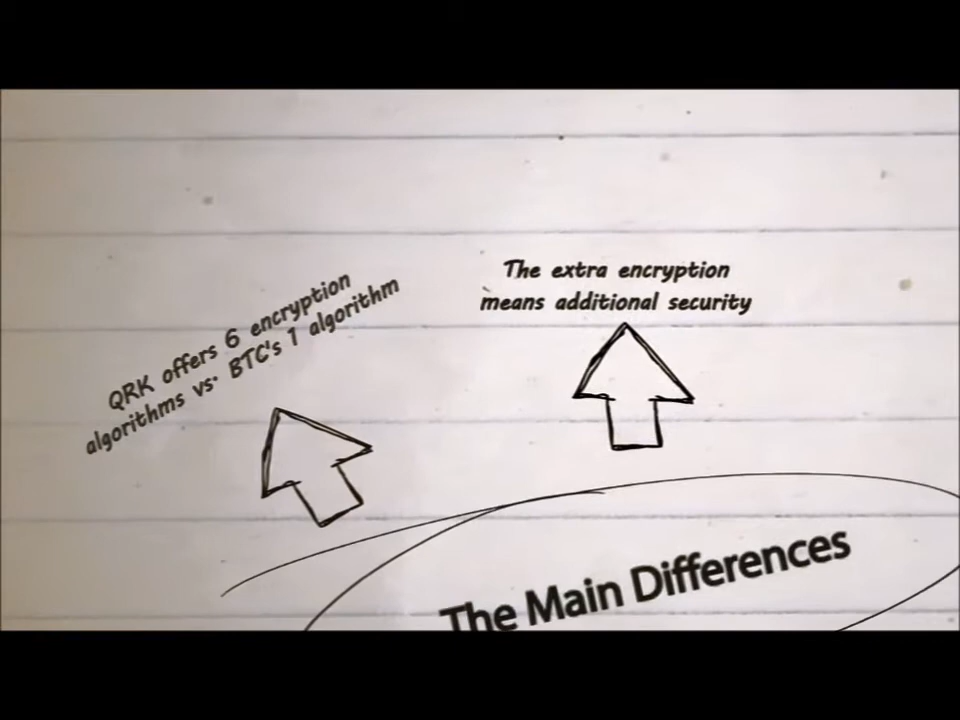 QRK offers 6 encryption
algorithms vs. BTC's 1 algorithm
The extra encryption
means additional security
The Main Differences